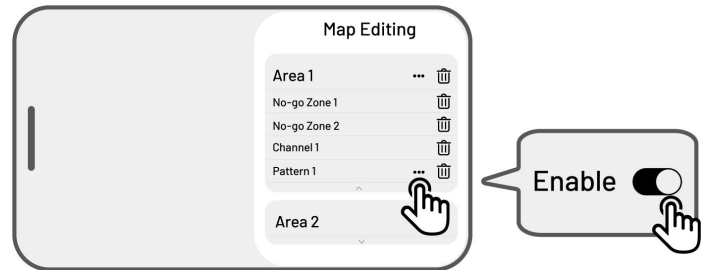 Map Editing
Area 1
No-go Zone 1
No-go Zone 2
Channel 1
Pattern 1
Area 2
Enable